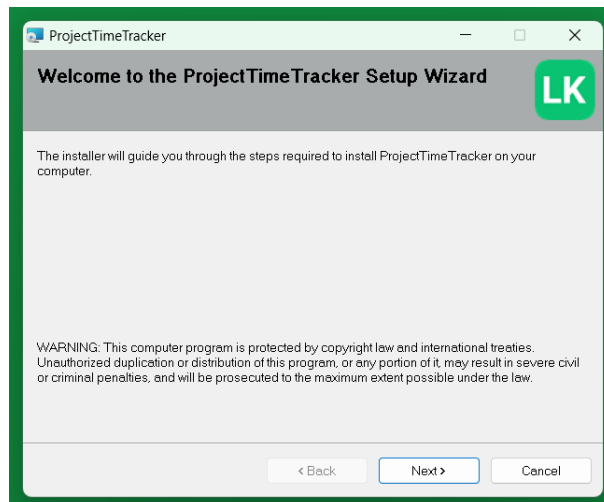 ProjectTimeTracker
Welcome to the ProjectTimeTracker Setup Wizard
LK
The installer will guide you through the steps required to install ProjectTimeTracker on your
computer.
WARNING: This computer program is protected by copyright law and international treaties.
Unauthorized duplication or distribution of this program, or any portion of it, may result in severe civil
or criminal penalties, and will be prosecuted to the maximum extent possible under the law.
< Back
Next >
Cancel